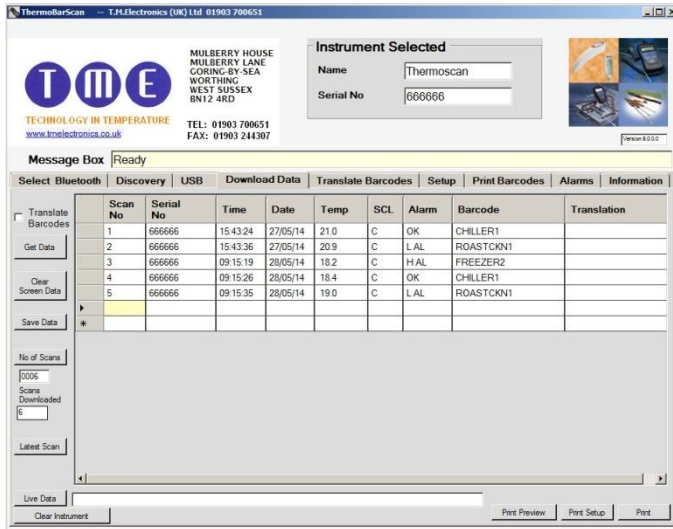 ThermoBarScan -- T.M.Electronics (UK) Ltd 01903 700651
TME
TECHNOLOGY IN TEMPERATURE
www.tmelectronics.co.uk
MULBERRY HOUSE
MULBERRY LANE
GORING-BY-SEA
WORTHING
WEST SUSSEX
BN12 4RD
TEL: 01903 700651
FAX: 01903 244307
Instrument Selected
Name Thermoscan
Serial No 666666
Version 8.0.0.0
Message Box Ready
Select Bluetooth Discovery USB Download Data Translate Barcodes Setup Print Barcodes Alarms Information
Translate Barcodes
Get Data
Clear Screen Data
Save Data
No of Scans
0006
Scans Downloaded
6
Latest Scan
Scan No Serial No Time Date Temp SCL Alarm Barcode Translation
1 666666 15:43:24 27/05/14 21.0 C OK CHILLER1
2 666666 15:43:36 27/05/14 20.9 C L AL ROASTCKN1
3 666666 09:15:19 28/05/14 18.2 C H AL FREEZER2
4 666666 09:15:26 28/05/14 18.4 C OK CHILLER1
5 666666 09:15:35 28/05/14 19.0 C L AL ROASTCKN1
Live Data
Clear Instrument Print Preview Print Setup Print